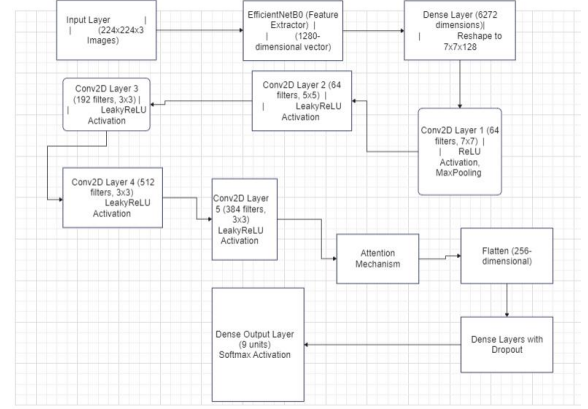 Input Layer |
| (224x224x3
Images)
EfficientNetB0 (Feature
Extractor) |
| (1280-
dimensional vector)
Dense Layer (6272
dimensions)|
| Reshape to
7x7x128
Conv2D Layer 3
(192 filters, 3x3) |
| LeakyReLU
Activation
Conv2D Layer 2 (64
filters, 5x5) |
| LeakyReLU
Activation
Conv2D Layer 1 (64
filters, 7x7) |
| ReLU
Activation,
MaxPooling
Conv2D Layer 4 (512
filters, 3x3)
LeakyReLU
Activation
Conv2D Layer
5 (384 filters,
3x3)
LeakyReLU
Activation
Attention
Mechanism
Flatten (256-
dimensional)
Dense Output Layer
(9 units)
Softmax Activation
Dense Layers with
Dropout